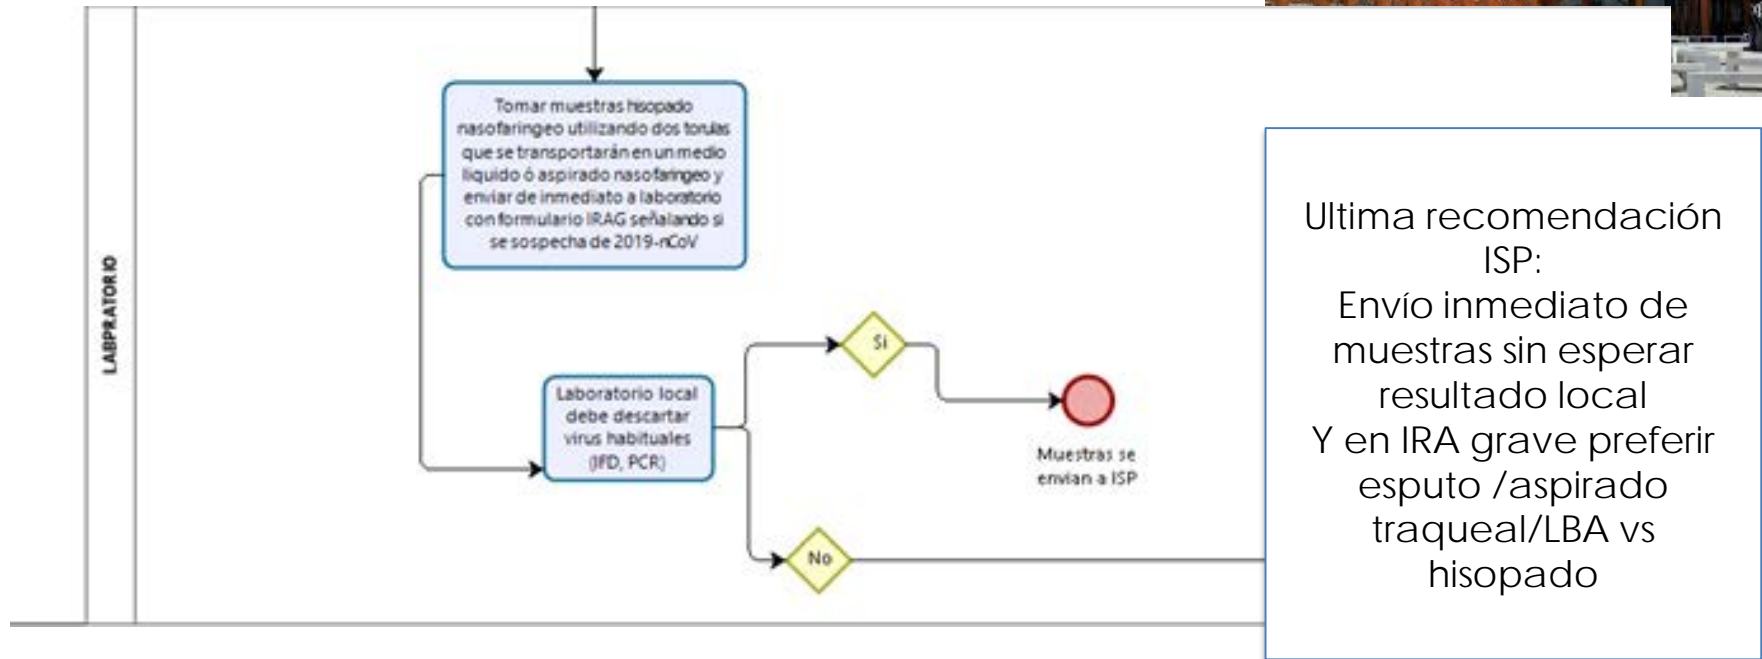 LABPRATORIO
Tomar muestras hisopado
nasofaringeo utilizando dos torulas
que se transportarán en un medio
liquido ó aspirado nasofaringeo y
enviar de inmediato a laboratorio
con formulario IRAG señalando si
se sospecha de 2019-nCoV
Laboratorio local
debe descartar
virus habituales
(IFD, PCR)
Si
Muestras se
envian a ISP
No
Ultima recomendación
ISP:
Envío inmediato de
muestras sin esperar
resultado local
Y en IRA grave preferir
esputo /aspirado
traqueal/LBA vs
hisopado